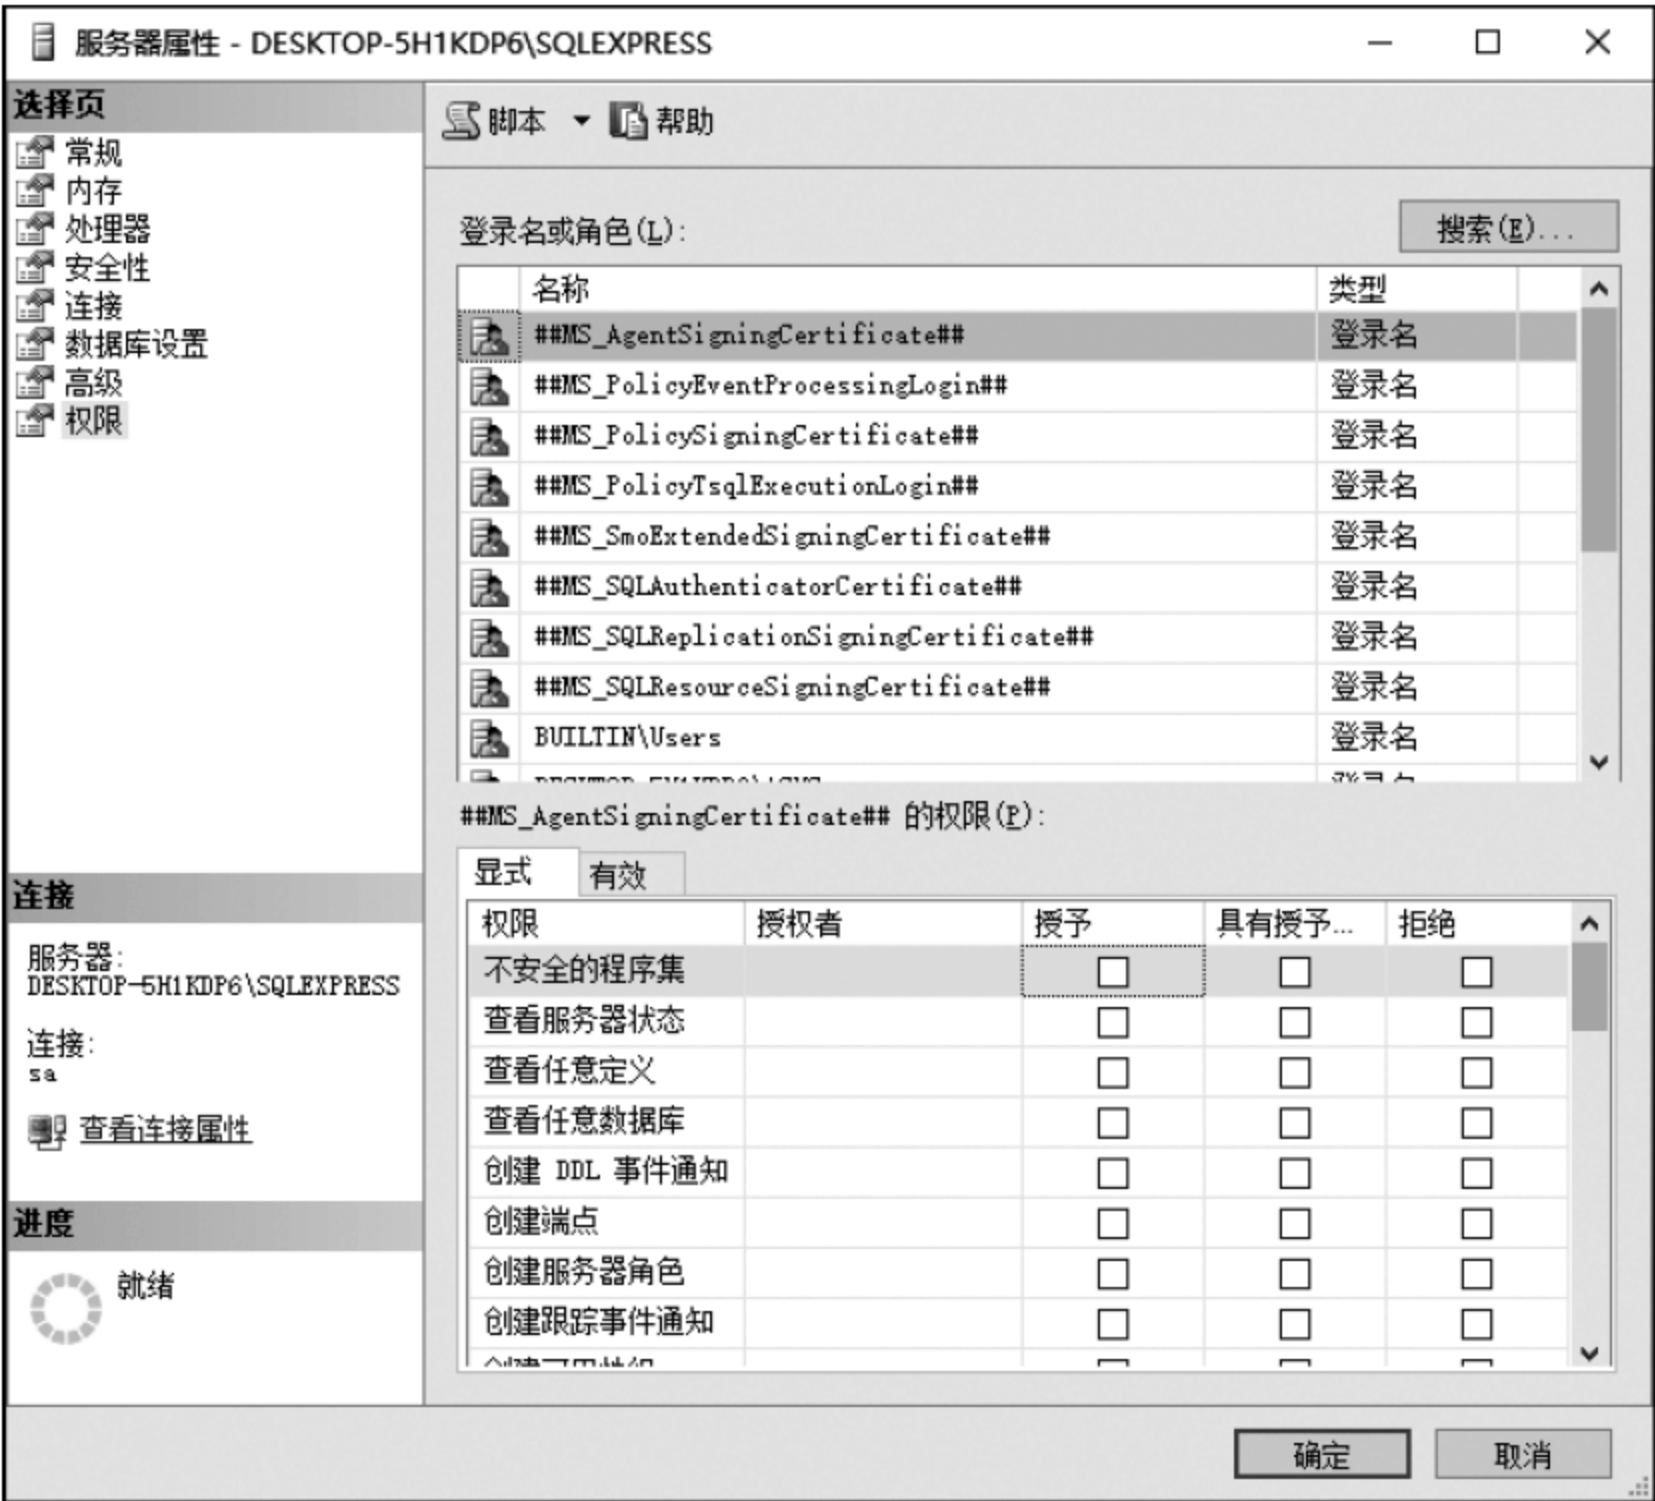 服务器属性 - DESKTOP-5H1KDP6\SQLEXPRESS
选择页
常规
内存
处理器
安全性
连接
数据库设置
高级
权限
脚本 帮助
登录名或角色(L): 搜索(E)...
名称 类型
##MS_AgentSigningCertificate## 登录名
##MS_PolicyEventProcessingLogin## 登录名
##MS_PolicySigningCertificate## 登录名
##MS_PolicyTsqlExecutionLogin## 登录名
##MS_SmoExtendedSigningCertificate## 登录名
##MS_SQLAuthenticatorCertificate## 登录名
##MS_SQLReplicationSigningCertificate## 登录名
##MS_SQLResourceSigningCertificate## 登录名
BUILTIN\Users 登录名
##MS_AgentSigningCertificate## 的权限(P):
显式 有效
权限 授权者 授予 具有授予... 拒绝
不安全的程序集
查看服务器状态
查看任意定义
查看任意数据库
创建 DDL 事件通知
创建端点
创建服务器角色
创建跟踪事件通知
连接
服务器:
DESKTOP-5H1KDP6\SQLEXPRESS
连接:
sa
查看连接属性
进度
就绪
确定 取消